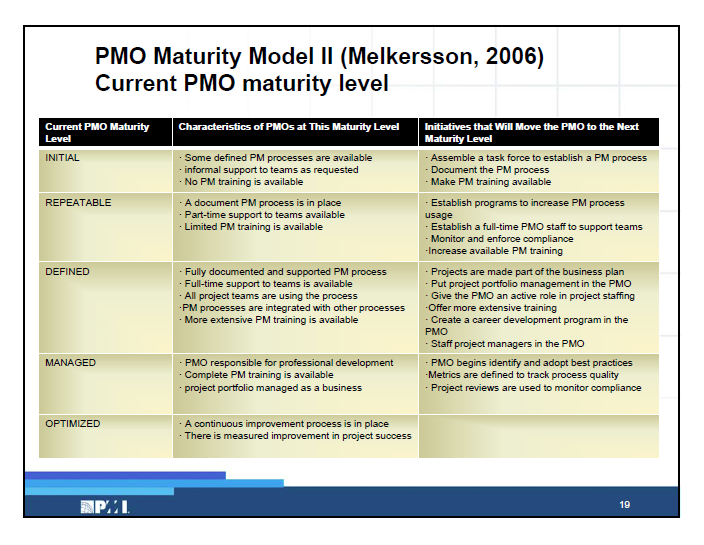 PMO Maturity Model II (Melkersson, 2006)
Current PMO maturity level
Current PMO Maturity
Level
Characteristics of PMOs at This Maturity Level
Initiatives that Will Move the PMO to the Next
Maturity Level
INITIAL
· Some defined PM processes are available
· informal support to teams as requested
· No PM training is available
· Assemble a task force to establish a PM process
· Document the PM process
· Make PM training available
REPEATABLE
· A document PM process is in place
· Part-time support to teams available
· Limited PM training is available
· Establish programs to increase PM process
usage
· Establish a full-time PMO staff to support teams
· Monitor and enforce compliance
·Increase available PM training
DEFINED
· Fully documented and supported PM process
· Full-time support to teams is available
· All project teams are using the process
·PM processes are integrated with other processes
· More extensive PM training is available
· Projects are made part of the business plan
· Put project portfolio management in the PMO
· Give the PMO an active role in project staffing
·Offer more extensive training
· Create a career development program in the
PMO
· Staff project managers in the PMO
MANAGED
· PMO responsible for professional development
· Complete PM training is available
· project portfolio managed as a business
· PMO begins identify and adopt best practices
·Metrics are defined to track process quality
· Project reviews are used to monitor compliance
OPTIMIZED
· A continuous improvement process is in place
· There is measured improvement in project success
PMI
19